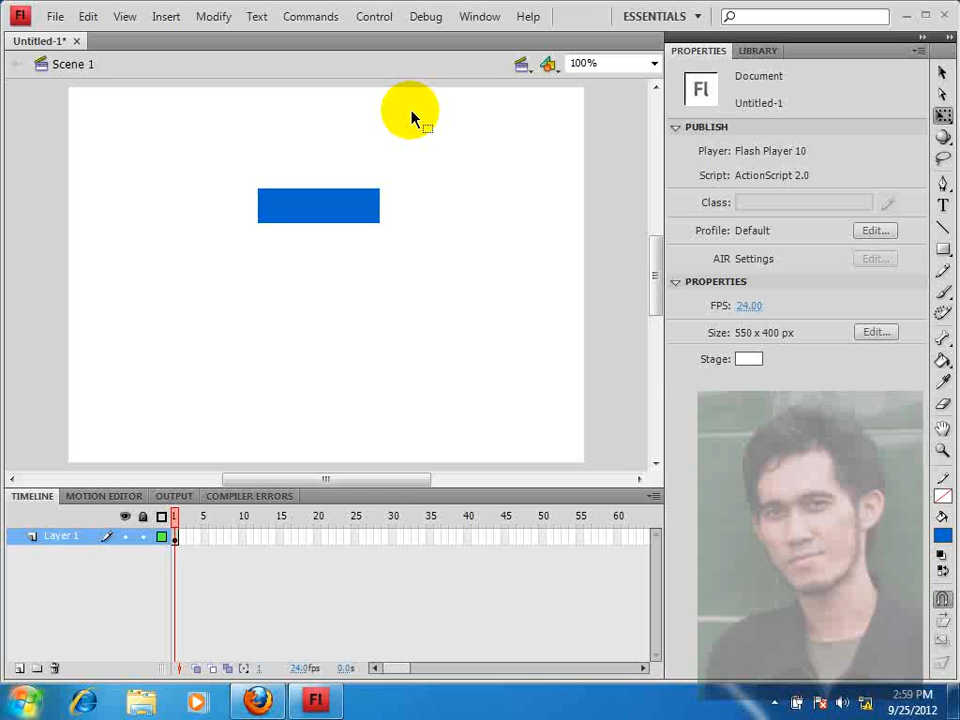 Fl File Edit View Insert Modify Text Commands Control Debug Window Help ESSENTIALS
Untitled-1*
Scene 1 100%
PROPERTIES LIBRARY
Fl Document
Untitled-1
PUBLISH
Player: Flash Player 10
Script: ActionScript 2.0
Class:
Profile: Default Edit...
AIR Settings Edit...
PROPERTIES
FPS: 24.00
Size: 550 x 400 px Edit...
Stage:
T
TIMELINE MOTION EDITOR OUTPUT COMPILER ERRORS
1 5 10 15 20 25 30 35 40 45 50 55 60
Layer 1
1 24.0fps 0.0s
Fl
2:59 PM
9/25/2012